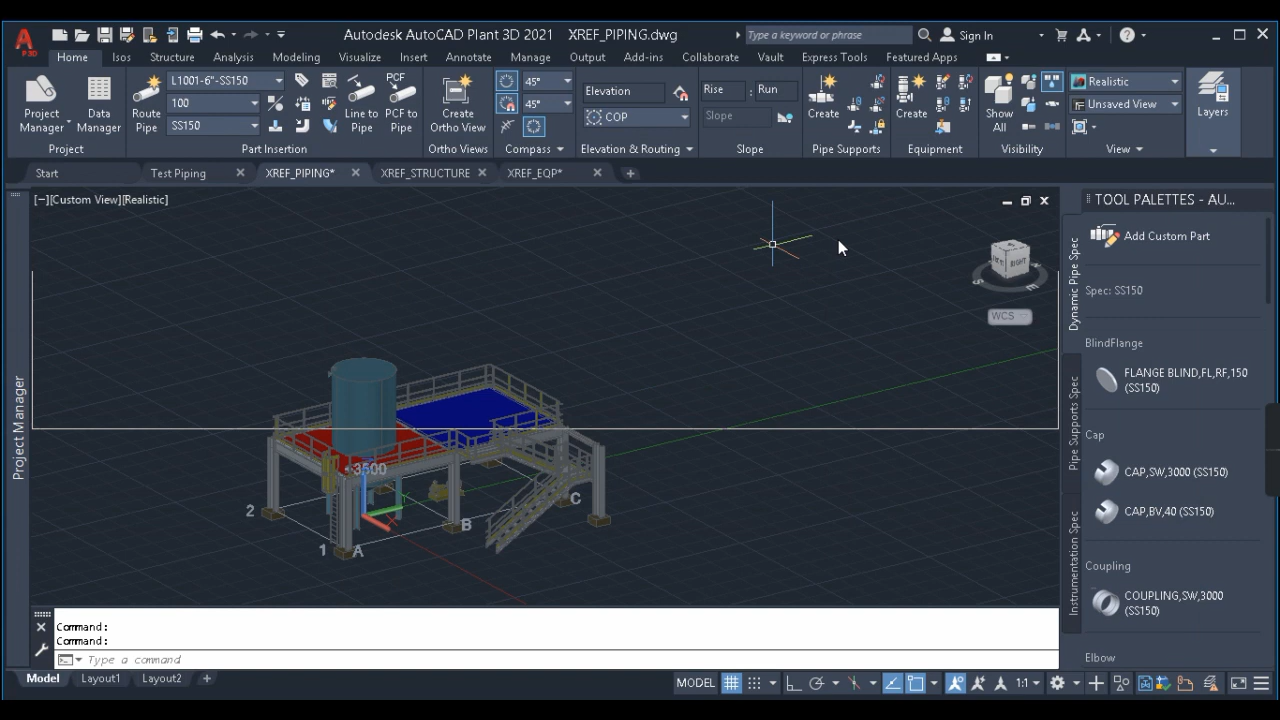 Autodesk AutoCAD Plant 3D 2021 XREF_PIPING.dwg
Type a keyword or phrase
Sign In
P3D
Home Isos Structure Analysis Modeling Visualize Insert Annotate Manage Output Add-ins Collaborate Vault Express Tools Featured Apps
Project Manager
Data Manager
Project
Route Pipe
L1001-6"-SS150
100
SS150
Line to Pipe
PCF
PCF to Pipe
Part Insertion
Create Ortho View
Ortho Views
45°
45°
Compass
Elevation
COP
Elevation & Routing
Rise : Run
Slope
Slope
Create
Pipe Supports
Create
Equipment
Show All
Visibility
Realistic
Unsaved View
View
Layers
Start Test Piping XREF_PIPING* XREF_STRUCTURE XREF_EQP*
[−][Custom View][Realistic]
RIGHT
S
E
WCS
Project Manager
3500
2
1
A
B
C
TOOL PALETTES - AU...
Dynamic Pipe Spec
Pipe Supports Spec
Instrumentation Spec
Add Custom Part
Spec: SS150
BlindFlange
FLANGE BLIND,FL,RF,150
(SS150)
Cap
CAP,SW,3000 (SS150)
CAP,BV,40 (SS150)
Coupling
COUPLING,SW,3000
(SS150)
Elbow
Command:
Command:
Type a command
Model Layout1 Layout2
MODEL
1:1